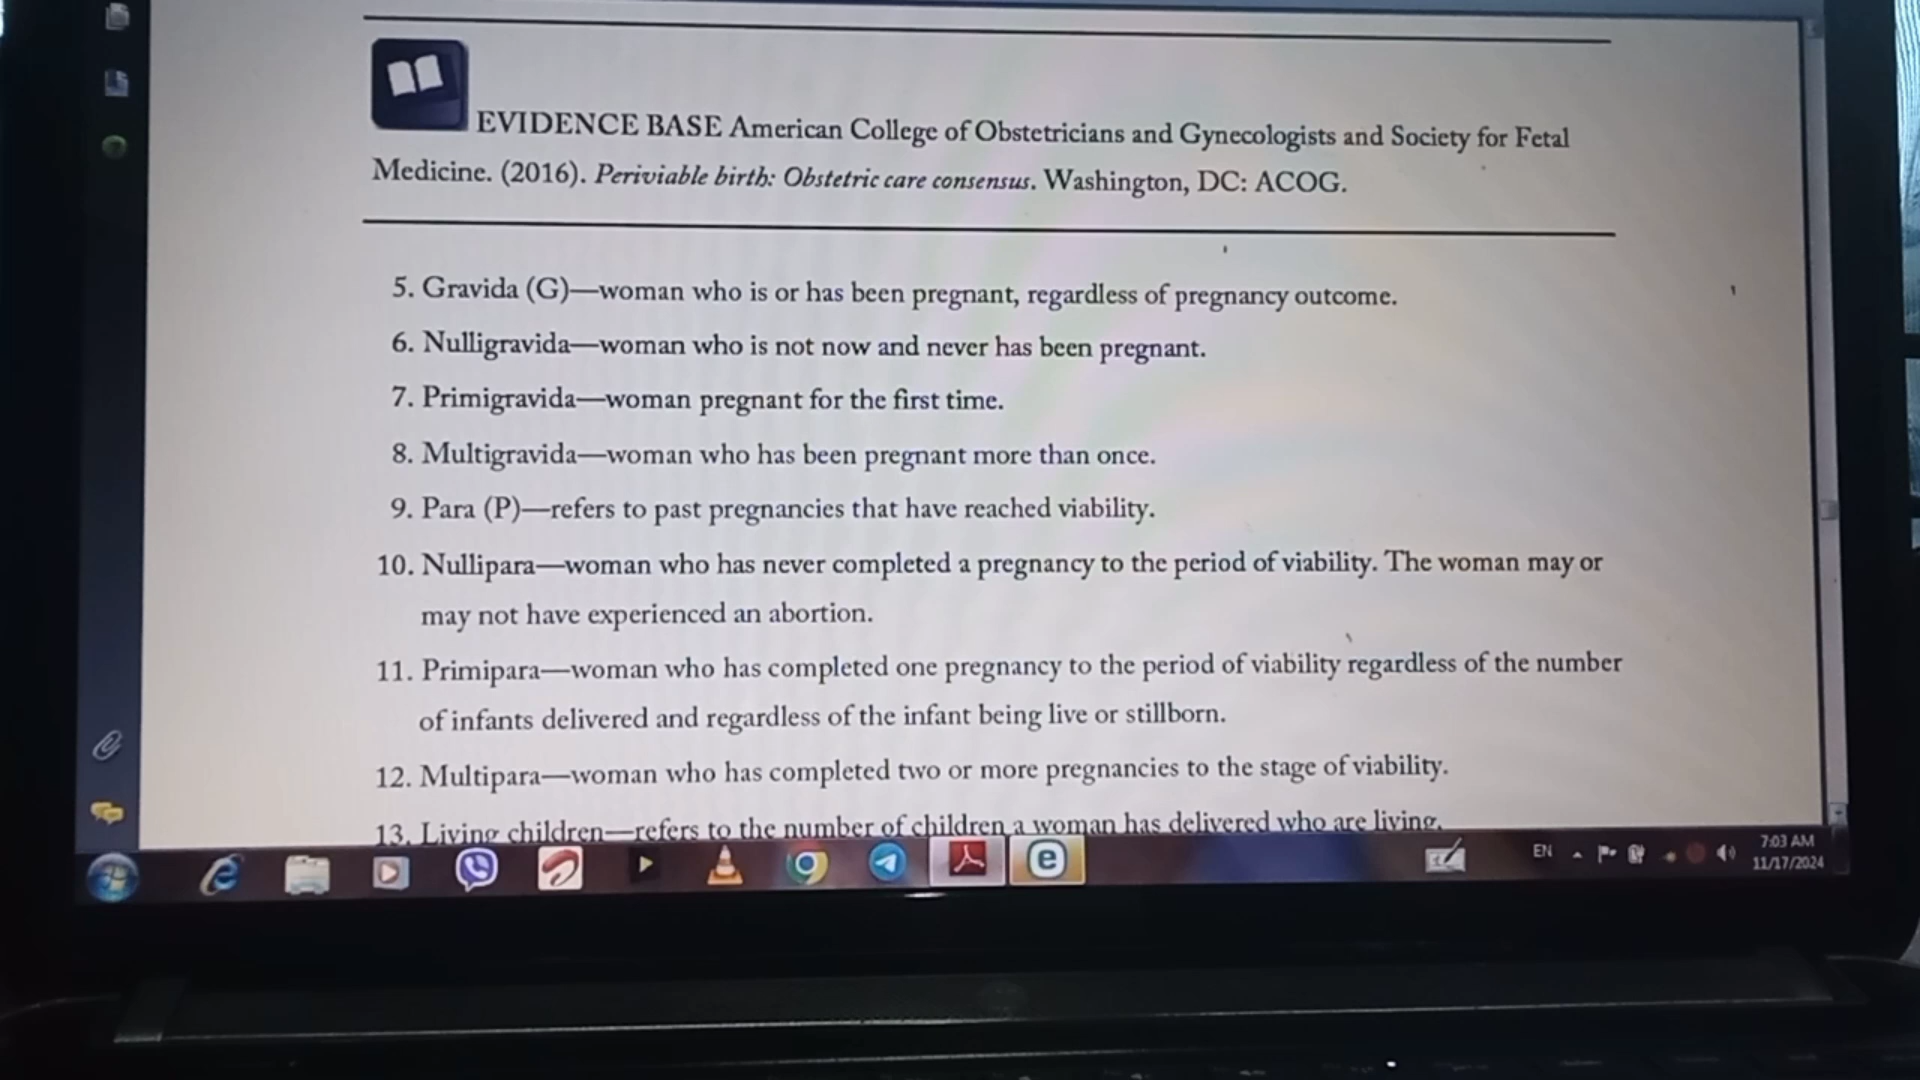 EVIDENCE BASE American College of Obstetricians and Gynecologists and Society for Fetal
Medicine. (2016). Periviable birth: Obstetric care consensus. Washington, DC: ACOG.
5. Gravida (G)—woman who is or has been pregnant, regardless of pregnancy outcome.
6. Nulligravida—woman who is not now and never has been pregnant.
7. Primigravida—woman pregnant for the first time.
8. Multigravida—woman who has been pregnant more than once.
9. Para (P)—refers to past pregnancies that have reached viability.
10. Nullipara—woman who has never completed a pregnancy to the period of viability. The woman may or
may not have experienced an abortion.
11. Primipara—woman who has completed one pregnancy to the period of viability regardless of the number
of infants delivered and regardless of the infant being live or stillborn.
12. Multipara—woman who has completed two or more pregnancies to the stage of viability.
13. Living children—refers to the number of children a woman has delivered who are living.
EN
7:03 AM
11/17/2024